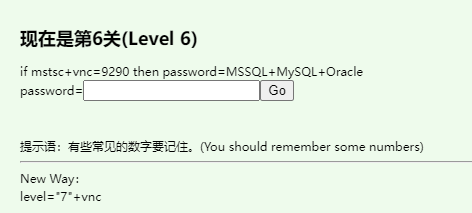 现在是第6关(Level 6)
if mstsc+vnc=9290 then password=MSSQL+MySQL+Oracle
password= Go
提示语：有些常见的数字要记住。(You should remember some numbers)
New Way：
level="7"+vnc